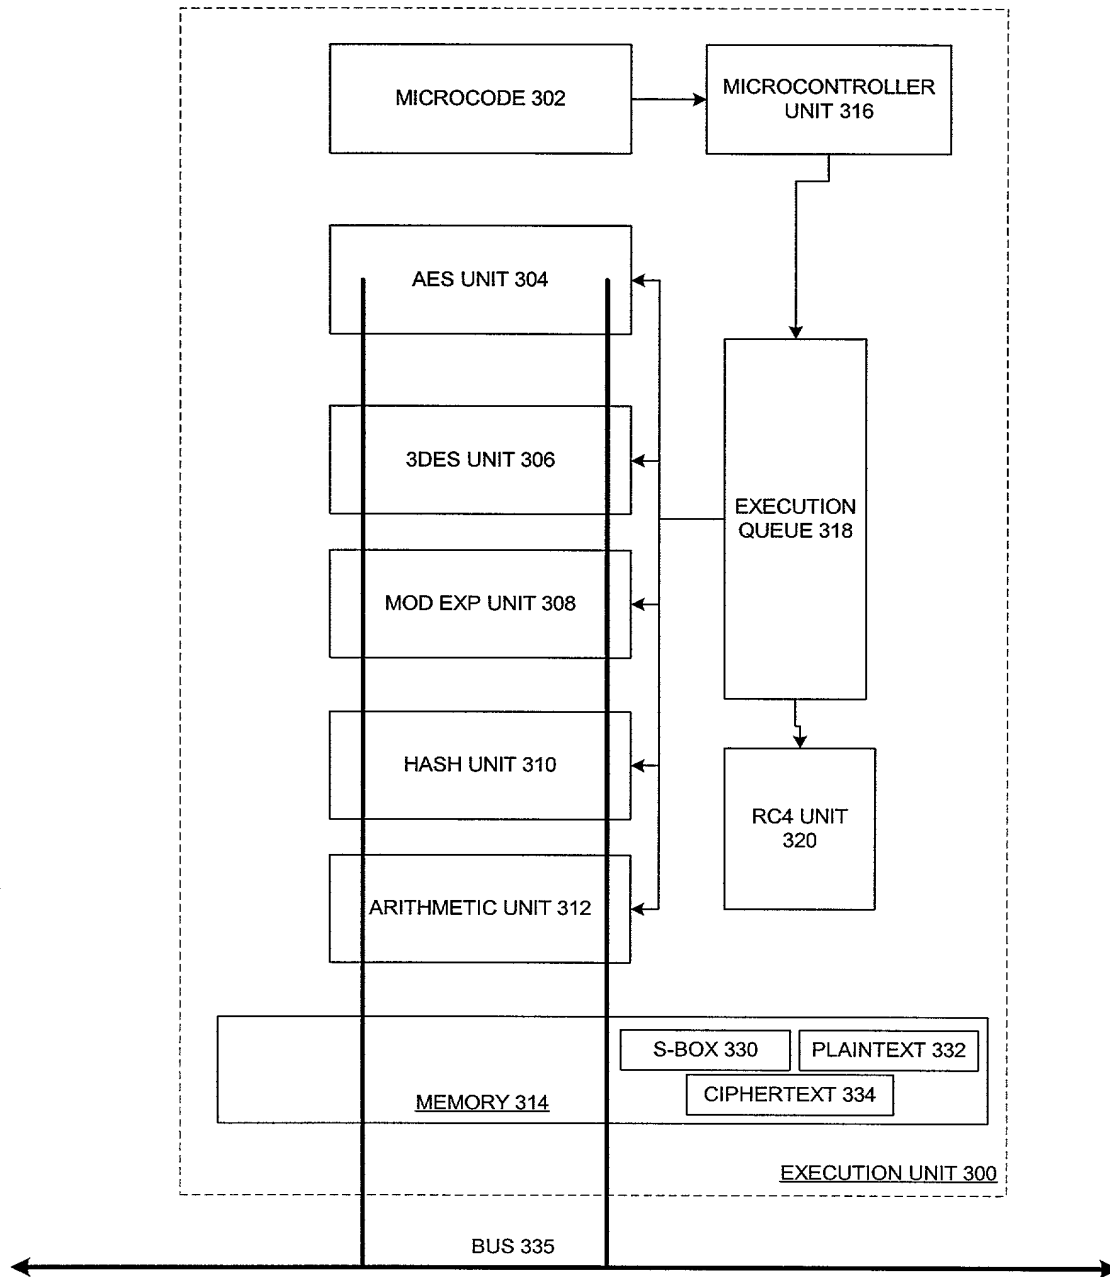 MICROCODE 302
MICROCONTROLLER
UNIT 316
AES UNIT 304
3DES UNIT 306
EXECUTION
QUEUE 318
MOD EXP UNIT 308
HASH UNIT 310
RC4 UNIT
320
ARITHMETIC UNIT 312
S-BOX 330
PLAINTEXT 332
CIPHERTEXT 334
MEMORY 314
EXECUTION UNIT 300
BUS 335